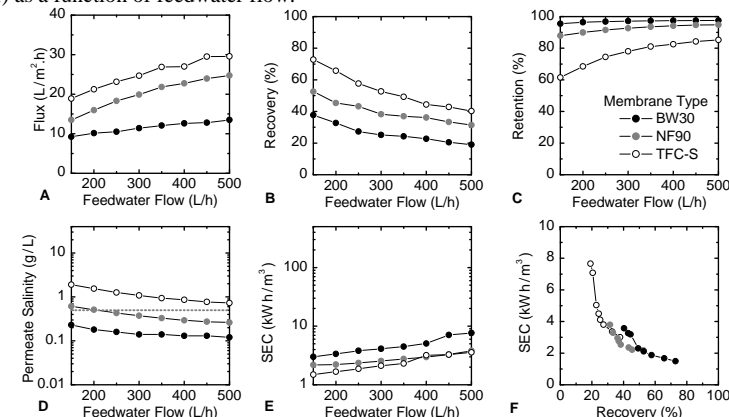 ) as a function of feedwater flow.
40
30
20
10
0
Flux (L/m².h)
200 300 400 500
A
Feedwater Flow (L/h)
100
80
60
40
20
0
Recovery (%)
200 300 400 500
B
Feedwater Flow (L/h)
100
80
60
40
20
0
Retention (%)
Membrane Type
BW30
NF90
TFC-S
200 300 400 500
C
Feedwater Flow (L/h)
10
1
0.1
0.01
Permeate Salinity (g/L)
200 300 400 500
D
Feedwater Flow (L/h)
100
10
1
SEC (kWh/m³)
200 300 400 500
E
Feedwater Flow (L/h)
10
8
6
4
2
0
SEC (kWh/m³)
0 20 40 60 80 100
F
Recovery (%)